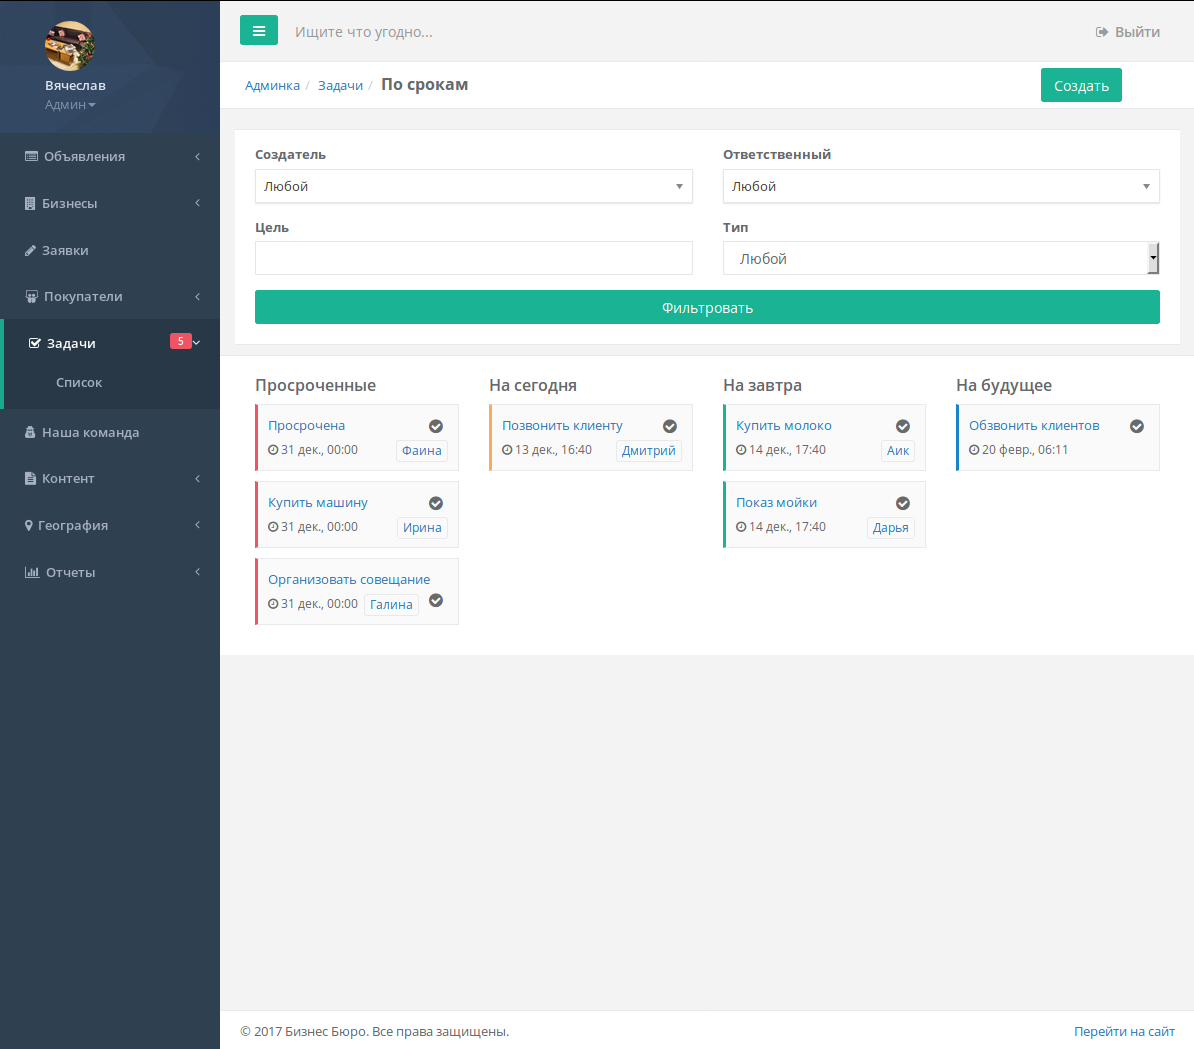 Вячеслав
Админ
Объявления
Бизнесы
Заявки
Покупатели
Задачи 5
Список
Наша команда
Контент
География
Отчеты
Ищите что угодно...
Выйти
Админка / Задачи / По срокам
Создать
Создатель
Любой
Ответственный
Любой
Цель
Тип
Любой
Фильтровать
Просроченные
Просрочена
31 дек., 00:00 Фаина
Купить машину
31 дек., 00:00 Ирина
Организовать совещание
31 дек., 00:00 Галина
На сегодня
Позвонить клиенту
13 дек., 16:40 Дмитрий
На завтра
Купить молоко
14 дек., 17:40 Аик
Показ мойки
14 дек., 17:40 Дарья
На будущее
Обзвонить клиентов
20 февр., 06:11
© 2017 Бизнес Бюро. Все права защищены.
Перейти на сайт